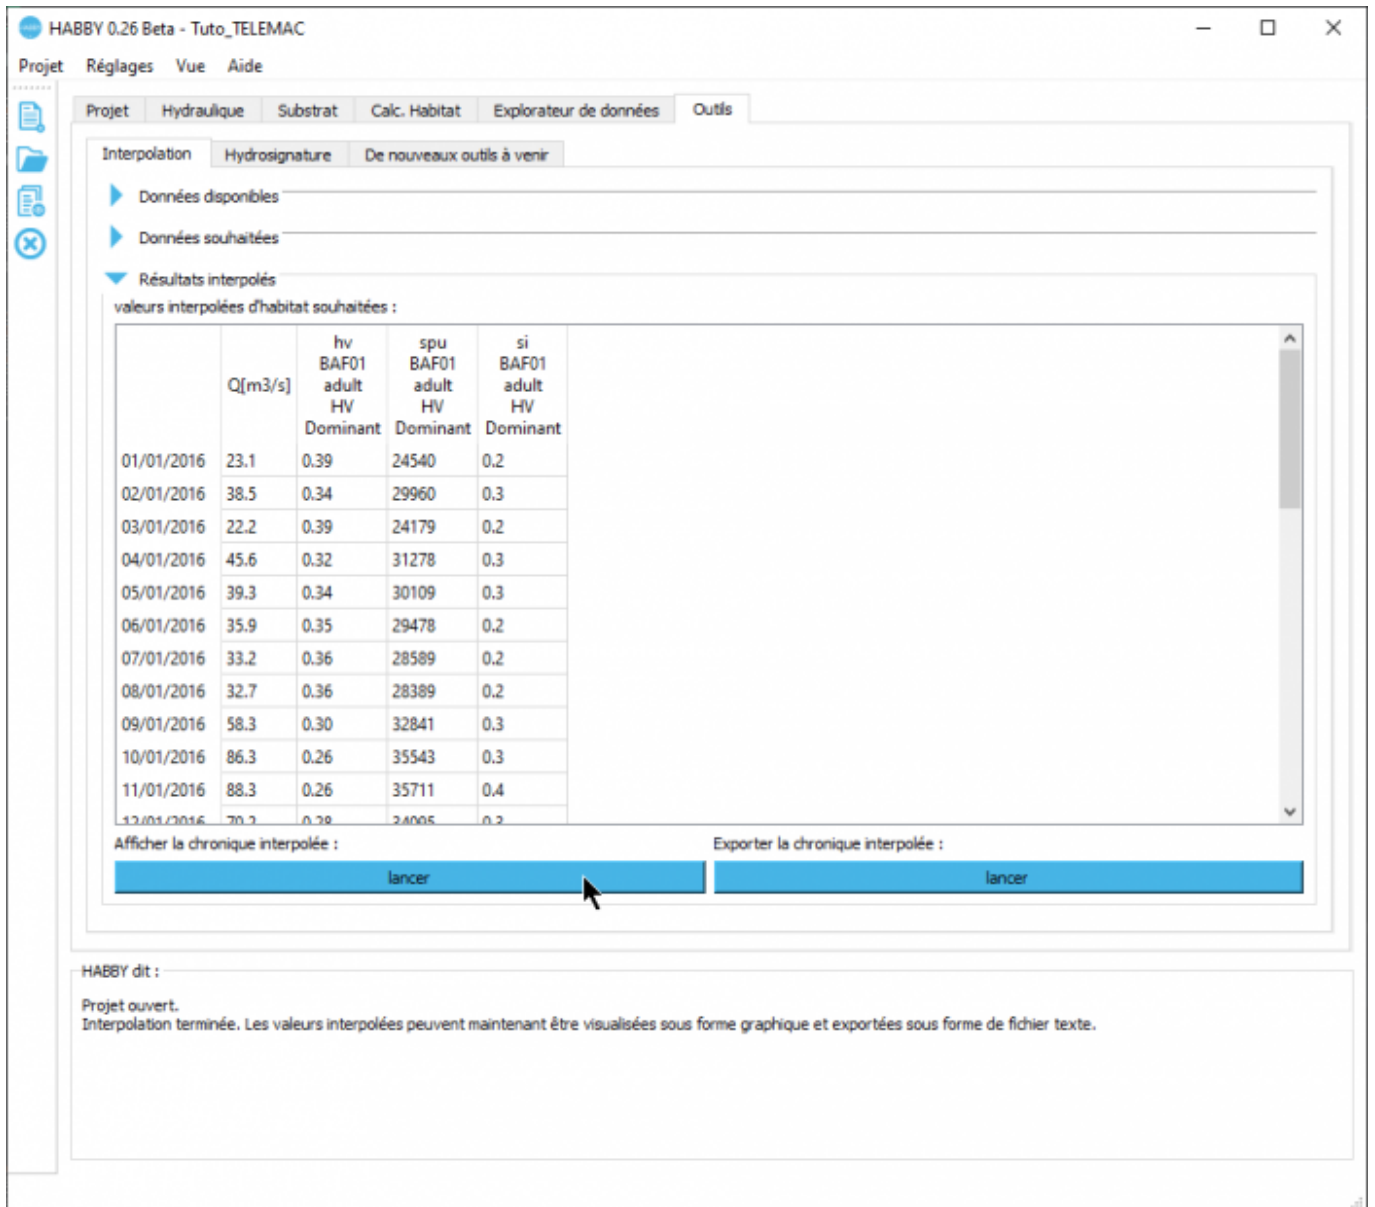 HABBY 0.26 Beta - Tuto_TELEMAC
Projet Réglages Vue Aide
Projet Hydraulique Substrat Calc. Habitat Explorateur de données Outils
Interpolation Hydrosignature De nouveaux outils à venir
Données disponibles
Données souhaitées
Résultats interpolés
valeurs interpolées d'habitat souhaitées :
hv spu si
BAF01 BAF01 BAF01
Q[m3/s] adult adult adult
HV HV HV
Dominant Dominant Dominant
01/01/2016 23.1 0.39 24540 0.2
02/01/2016 38.5 0.34 29960 0.3
03/01/2016 22.2 0.39 24179 0.2
04/01/2016 45.6 0.32 31278 0.3
05/01/2016 39.3 0.34 30109 0.3
06/01/2016 35.9 0.35 29478 0.2
07/01/2016 33.2 0.36 28589 0.2
08/01/2016 32.7 0.36 28389 0.2
09/01/2016 58.3 0.30 32841 0.3
10/01/2016 86.3 0.26 35543 0.3
11/01/2016 88.3 0.26 35711 0.4
12/01/2016 70.2 0.28
Afficher la chronique interpolée : Exporter la chronique interpolée :
lancer lancer
HABBY dit :
Projet ouvert.
Interpolation terminée. Les valeurs interpolées peuvent maintenant être visualisées sous forme graphique et exportées sous forme de fichier texte.